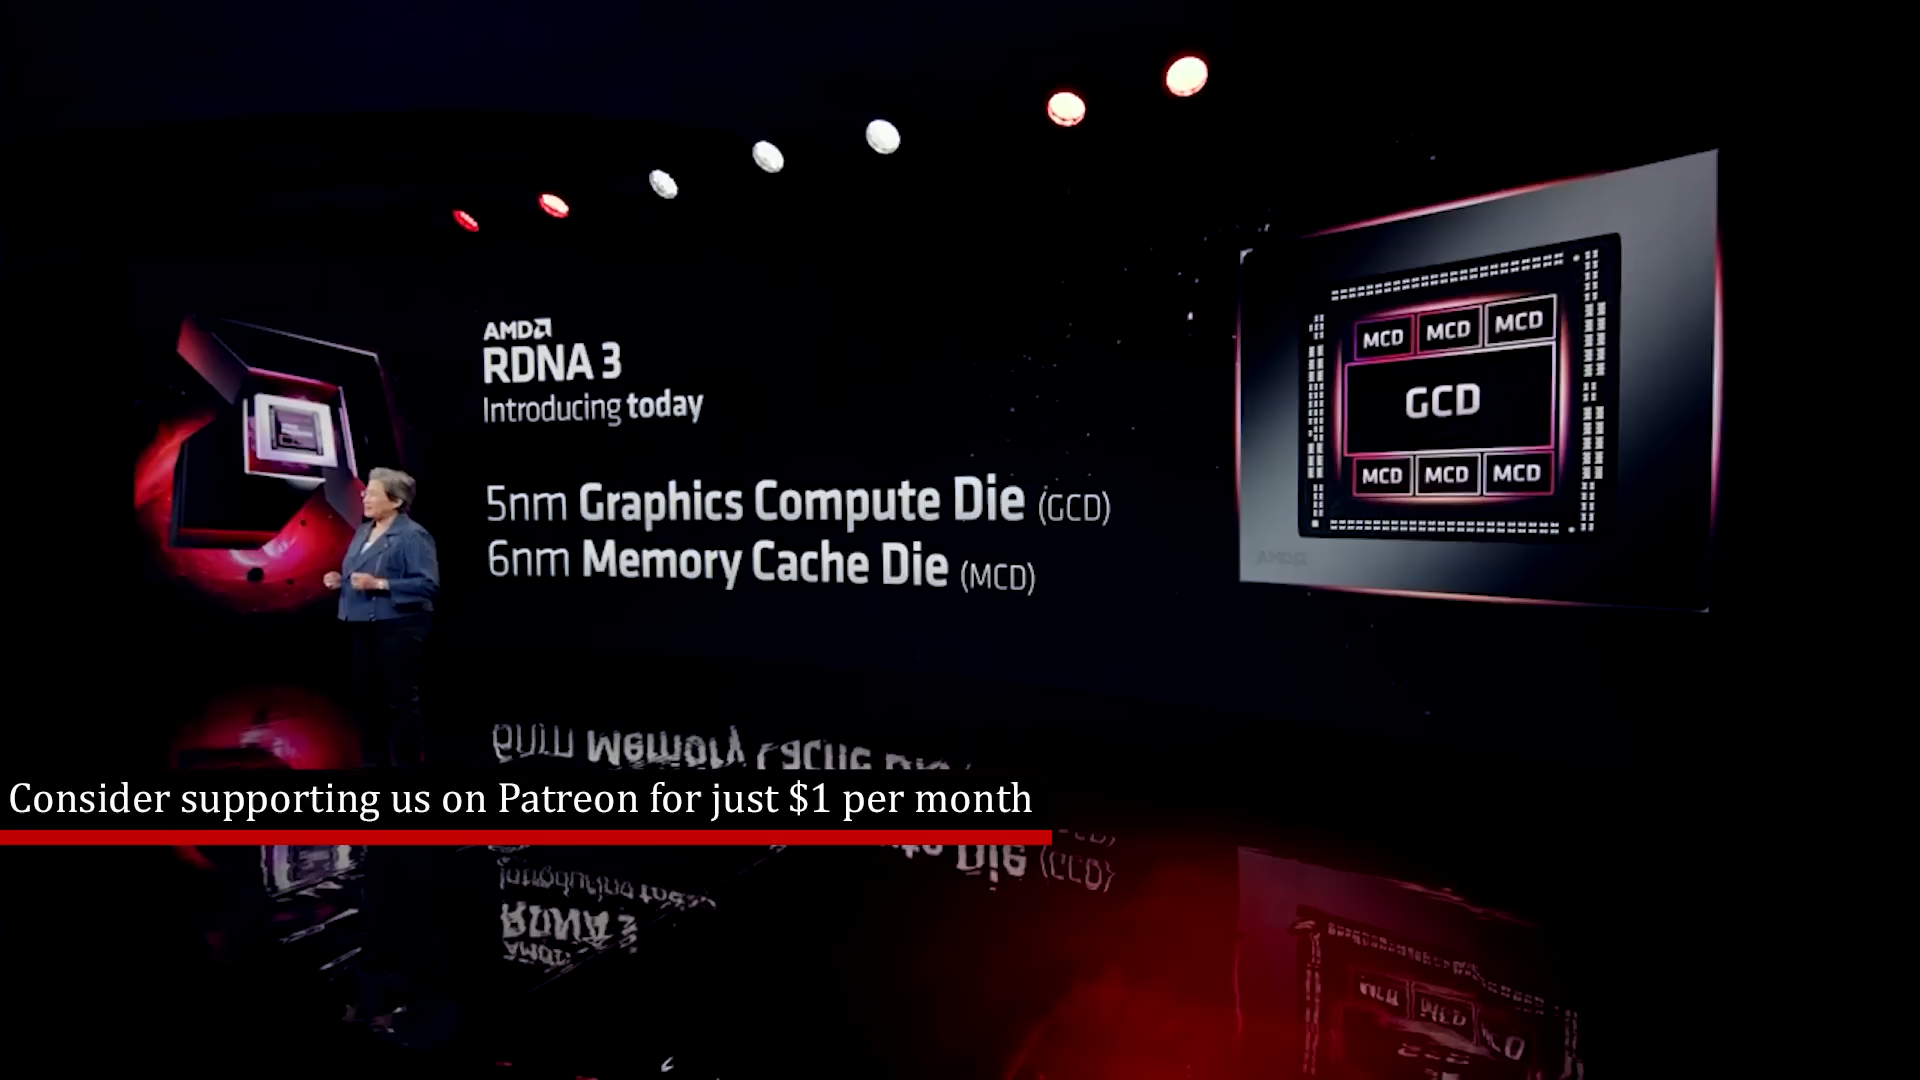 AMD
RDNA 3
Introducing today
5nm Graphics Compute Die (GCD)
6nm Memory Cache Die (MCD)
MCD MCD MCD
GCD
MCD MCD MCD
AMD
Consider supporting us on Patreon for just $1 per month